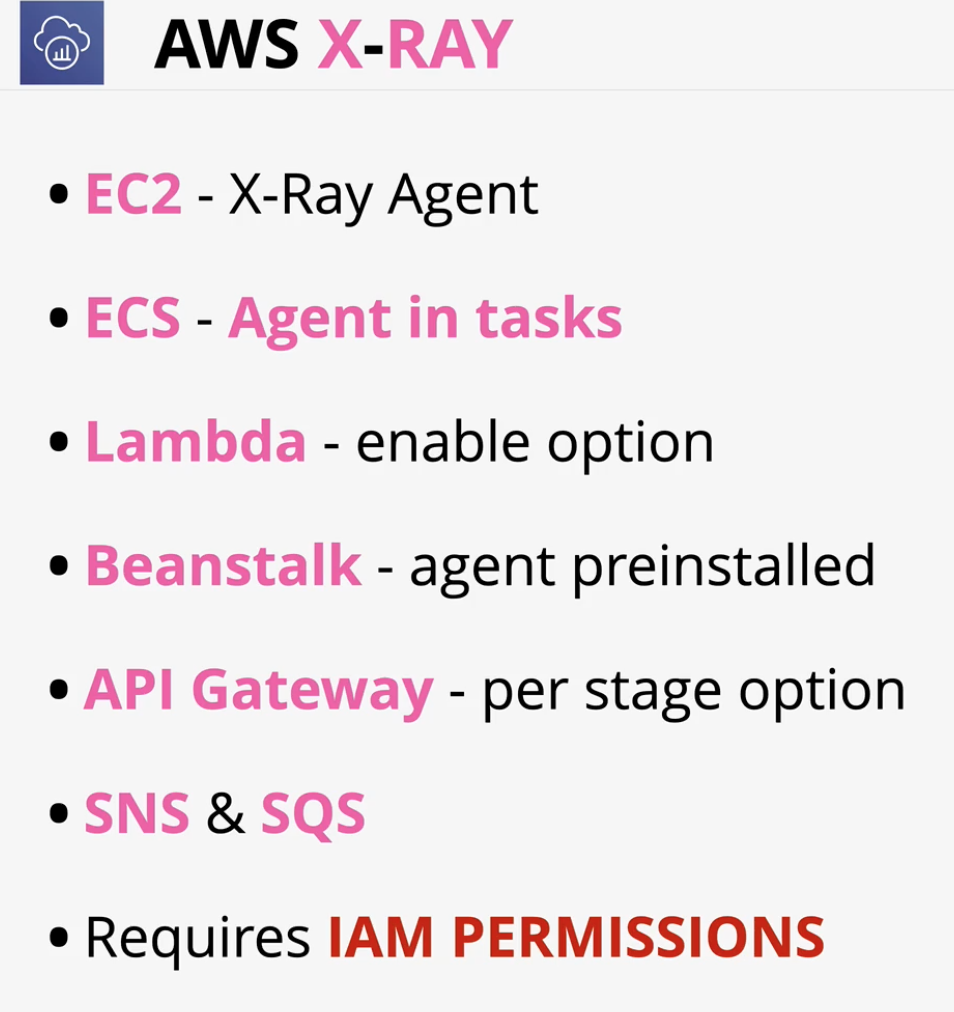 AWS X-RAY
• EC2 - X-Ray Agent
• ECS - Agent in tasks
• Lambda - enable option
• Beanstalk - agent preinstalled
• API Gateway - per stage option
• SNS & SQS
• Requires IAM PERMISSIONS